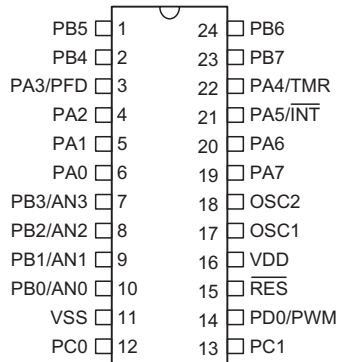 PB5 1 24 PB6
PB4 2 23 PB7
PA3/PFD 3 22 PA4/TMR
PA2 4 21 PA5/INT
PA1 5 20 PA6
PA0 6 19 PA7
PB3/AN3 7 18 OSC2
PB2/AN2 8 17 OSC1
PB1/AN1 9 16 VDD
PB0/AN0 10 15 RES
VSS 11 14 PD0/PWM
PC0 12 13 PC1